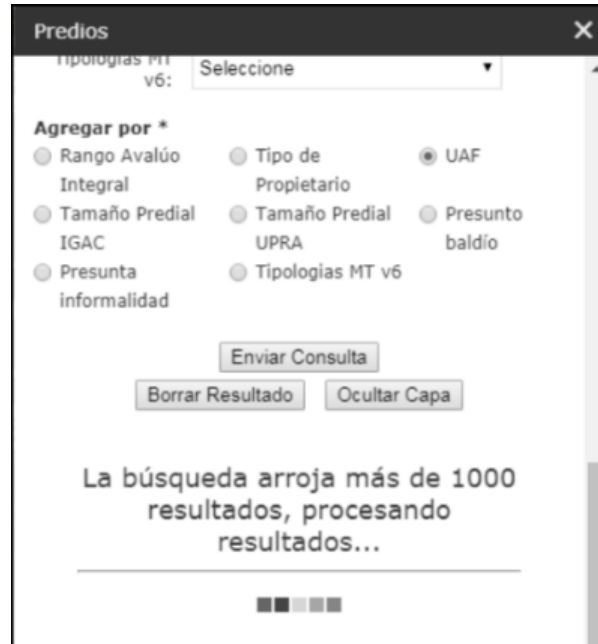 Predios
Tipologías MT
v6:
Seleccione
Agregar por *
Rango Avalúo
Integral
Tipo de
Propietario
UAF
Tamaño Predial
IGAC
Tamaño Predial
UPRA
Presunto
baldío
Presunta
informalidad
Tipologias MT v6
Enviar Consulta
Borrar Resultado
Ocultar Capa
La búsqueda arroja más de 1000
resultados, procesando
resultados...